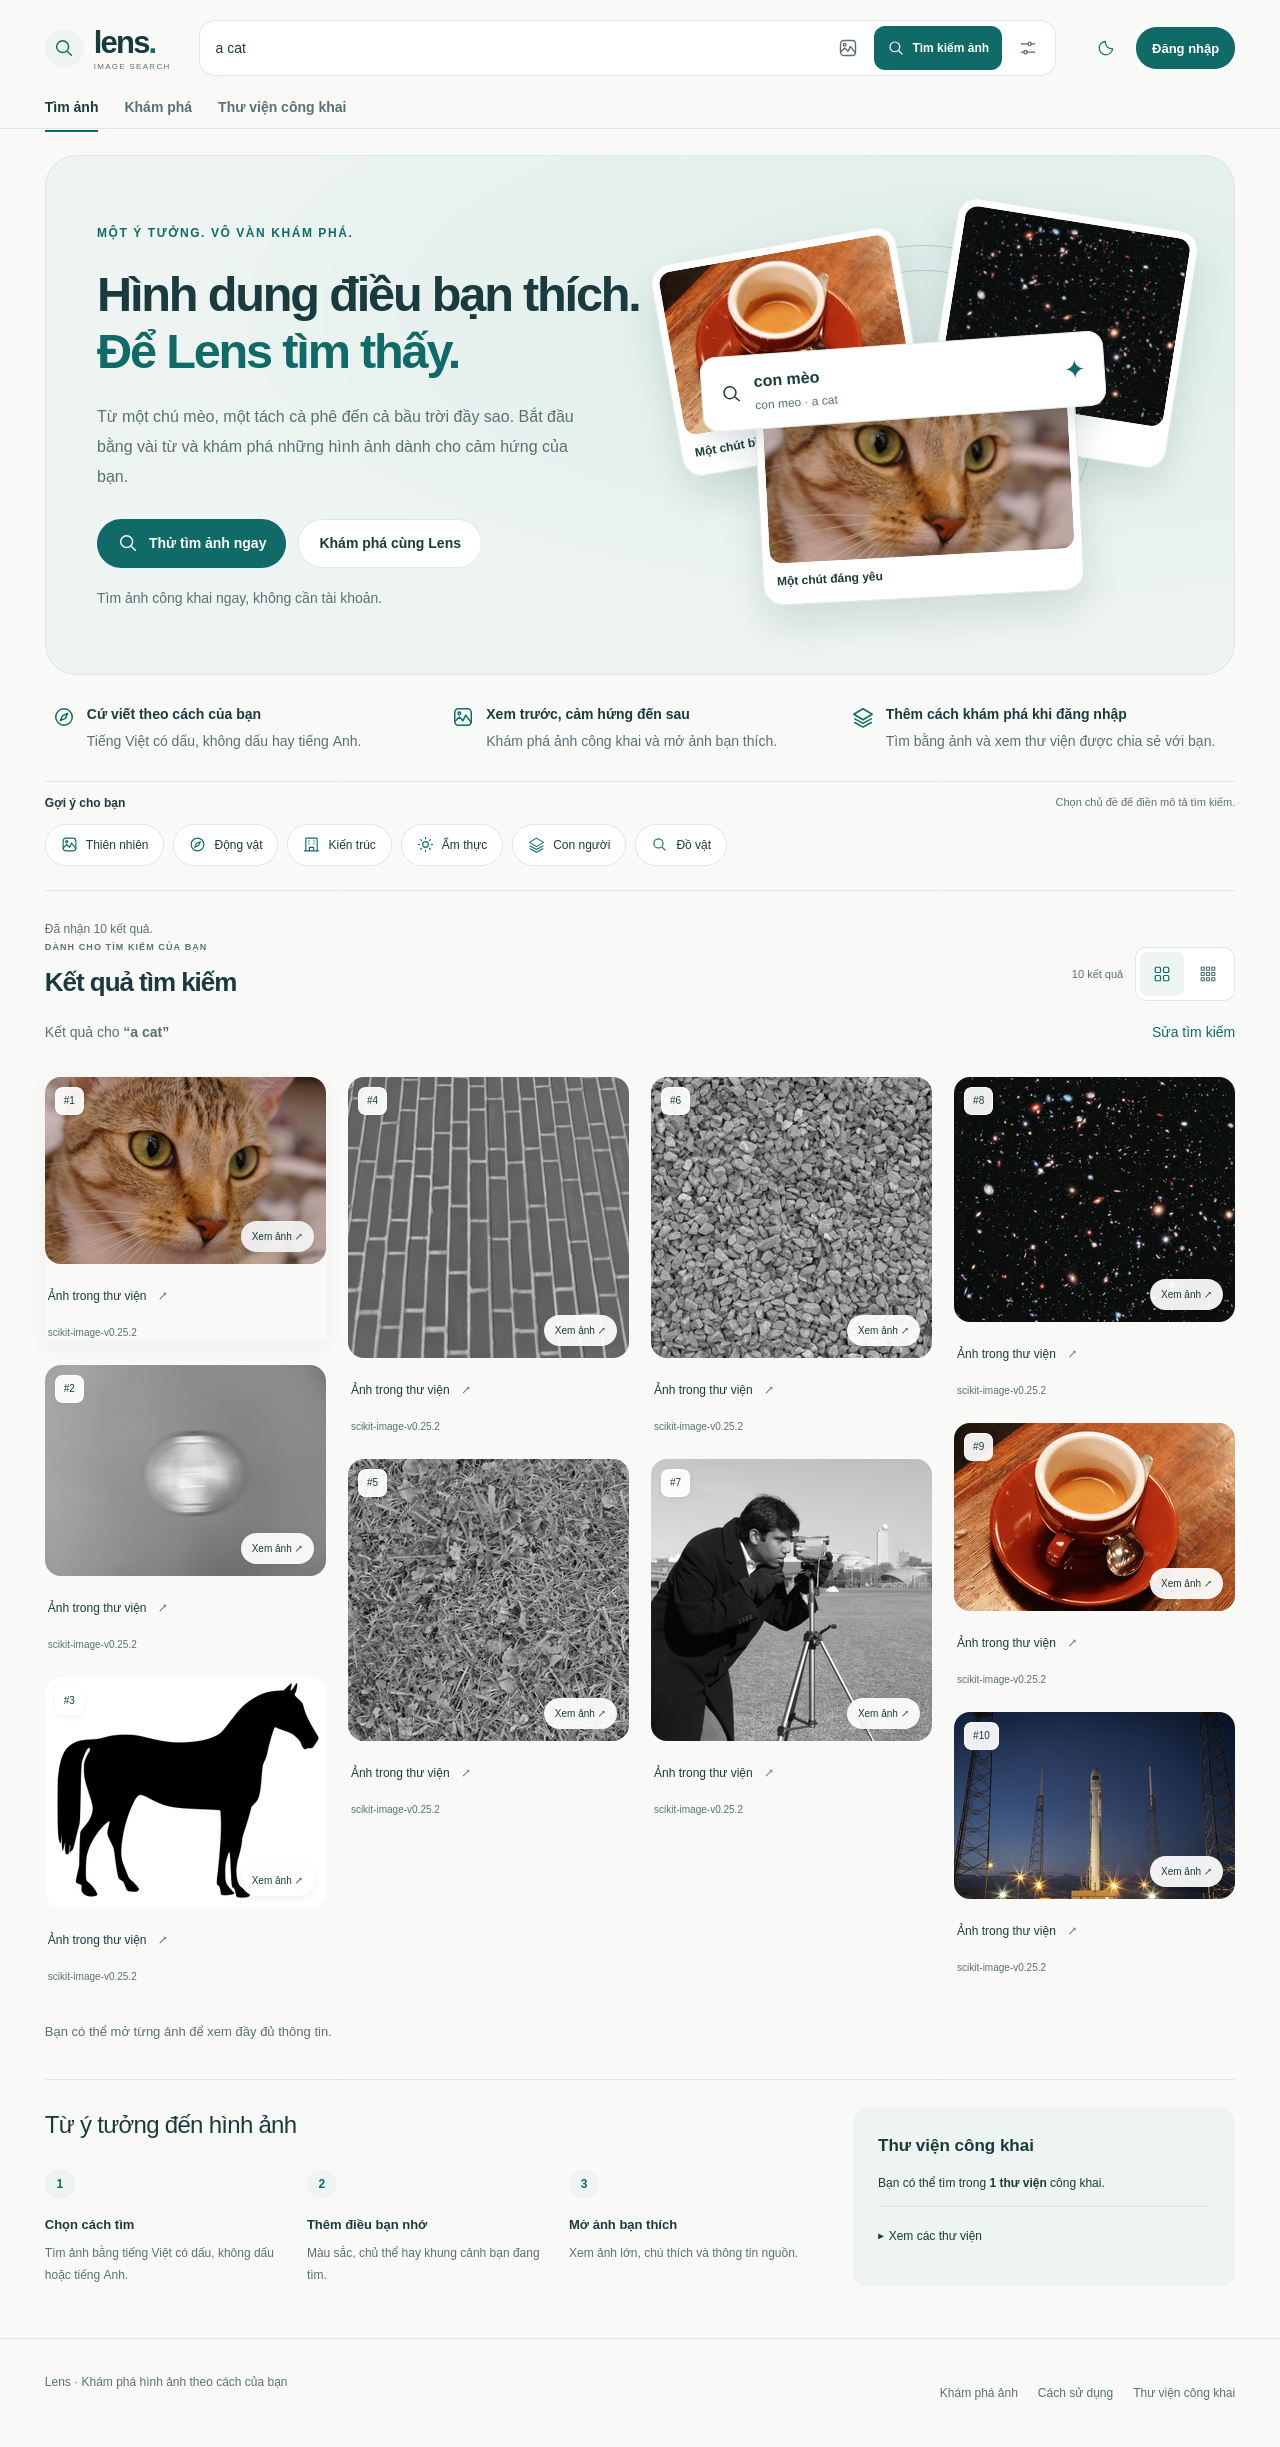 lens.
IMAGE SEARCH
a cat
Tìm kiếm ảnh
Đăng nhập
Tìm ảnh
Khám phá
Thư viện công khai
MỘT Ý TƯỞNG. VÔ VÀN KHÁM PHÁ.
Hình dung điều bạn thích.
Để Lens tìm thấy.
Từ một chú mèo, một tách cà phê đến cả bầu trời đầy sao. Bắt đầu
bằng vài từ và khám phá những hình ảnh dành cho cảm hứng của
bạn.
Thử tìm ảnh ngay
Khám phá cùng Lens
Tìm ảnh công khai ngay, không cần tài khoản.
con mèo
con meo · a cat
Một chút
Một chút đáng yêu
Cứ viết theo cách của bạn
Tiếng Việt có dấu, không dấu hay tiếng Anh.
Xem trước, cảm hứng đến sau
Khám phá ảnh công khai và mở ảnh bạn thích.
Thêm cách khám phá khi đăng nhập
Tìm bằng ảnh và xem thư viện được chia sẻ với bạn.
Gợi ý cho bạn
Chọn chủ đề để điền mô tả tìm kiếm.
Thiên nhiên
Động vật
Kiến trúc
Ẩm thực
Con người
Đồ vật
Đã nhận 10 kết quả.
DÀNH CHO TÌM KIẾM CỦA BẠN
Kết quả tìm kiếm
10 kết quả
Kết quả cho “a cat”
Sửa tìm kiếm
#1
Xem ảnh ↗
Ảnh trong thư viện ↗
scikit-image-v0.25.2
#2
Xem ảnh ↗
Ảnh trong thư viện ↗
scikit-image-v0.25.2
#3
Xem ảnh ↗
Ảnh trong thư viện ↗
scikit-image-v0.25.2
#4
Xem ảnh ↗
Ảnh trong thư viện ↗
scikit-image-v0.25.2
#5
Xem ảnh ↗
Ảnh trong thư viện ↗
scikit-image-v0.25.2
#6
Xem ảnh ↗
Ảnh trong thư viện ↗
scikit-image-v0.25.2
#7
Xem ảnh ↗
Ảnh trong thư viện ↗
scikit-image-v0.25.2
#8
Xem ảnh ↗
Ảnh trong thư viện ↗
scikit-image-v0.25.2
#9
Xem ảnh ↗
Ảnh trong thư viện ↗
scikit-image-v0.25.2
#10
Xem ảnh ↗
Ảnh trong thư viện ↗
scikit-image-v0.25.2
Bạn có thể mở từng ảnh để xem đầy đủ thông tin.
Từ ý tưởng đến hình ảnh
1
Chọn cách tìm
Tìm ảnh bằng tiếng Việt có dấu, không dấu
hoặc tiếng Anh.
2
Thêm điều bạn nhớ
Màu sắc, chủ thể hay khung cảnh bạn đang
tìm.
3
Mở ảnh bạn thích
Xem ảnh lớn, chú thích và thông tin nguồn.
Thư viện công khai
Bạn có thể tìm trong 1 thư viện công khai.
▸ Xem các thư viện
Lens · Khám phá hình ảnh theo cách của bạn
Khám phá ảnh
Cách sử dụng
Thư viện công khai